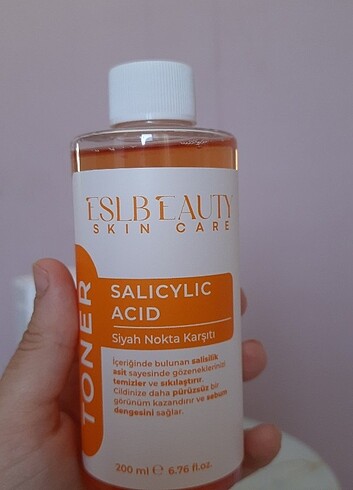 ESLBEAUTY
SKIN CARE
TONER
SALICYLIC
ACID
Siyah Nokta Karşıtı
İçeriğinde bulunan salisilik
asit sayesinde gözeneklerinizi
temizler ve sıkılaştırır.
Cildinize daha pürüzsüz bir
görünüm kazandırır ve sebum
dengesini sağlar.
200 ml ℮ 6.76 fl.oz.